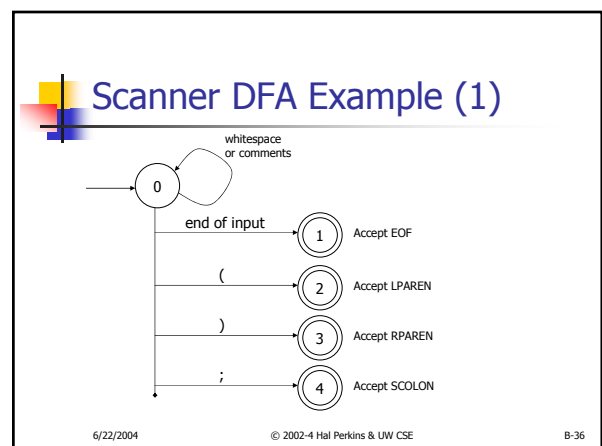 Scanner DFA Example (1)
whitespace
or comments
0
end of input
1
Accept EOF
(
2
Accept LPAREN
)
3
Accept RPAREN
;
4
Accept SCOLON
6/22/2004
© 2002-4 Hal Perkins & UW CSE
B-36